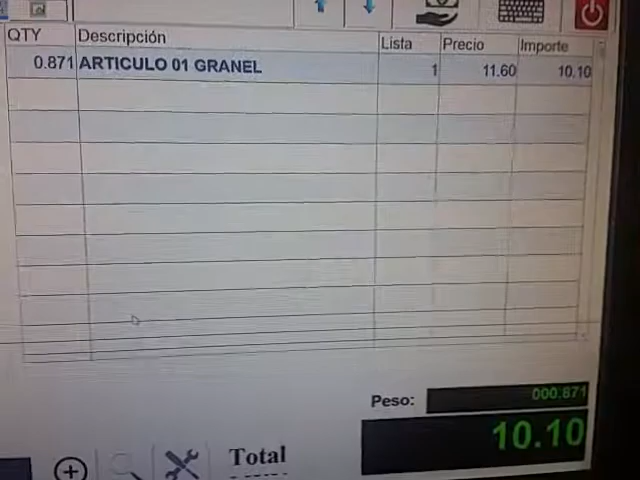 QTY Descripción Lista Precio Importe
0.871 ARTICULO 01 GRANEL 1 11.60 10.10
Peso: 000.871
Total 10.10